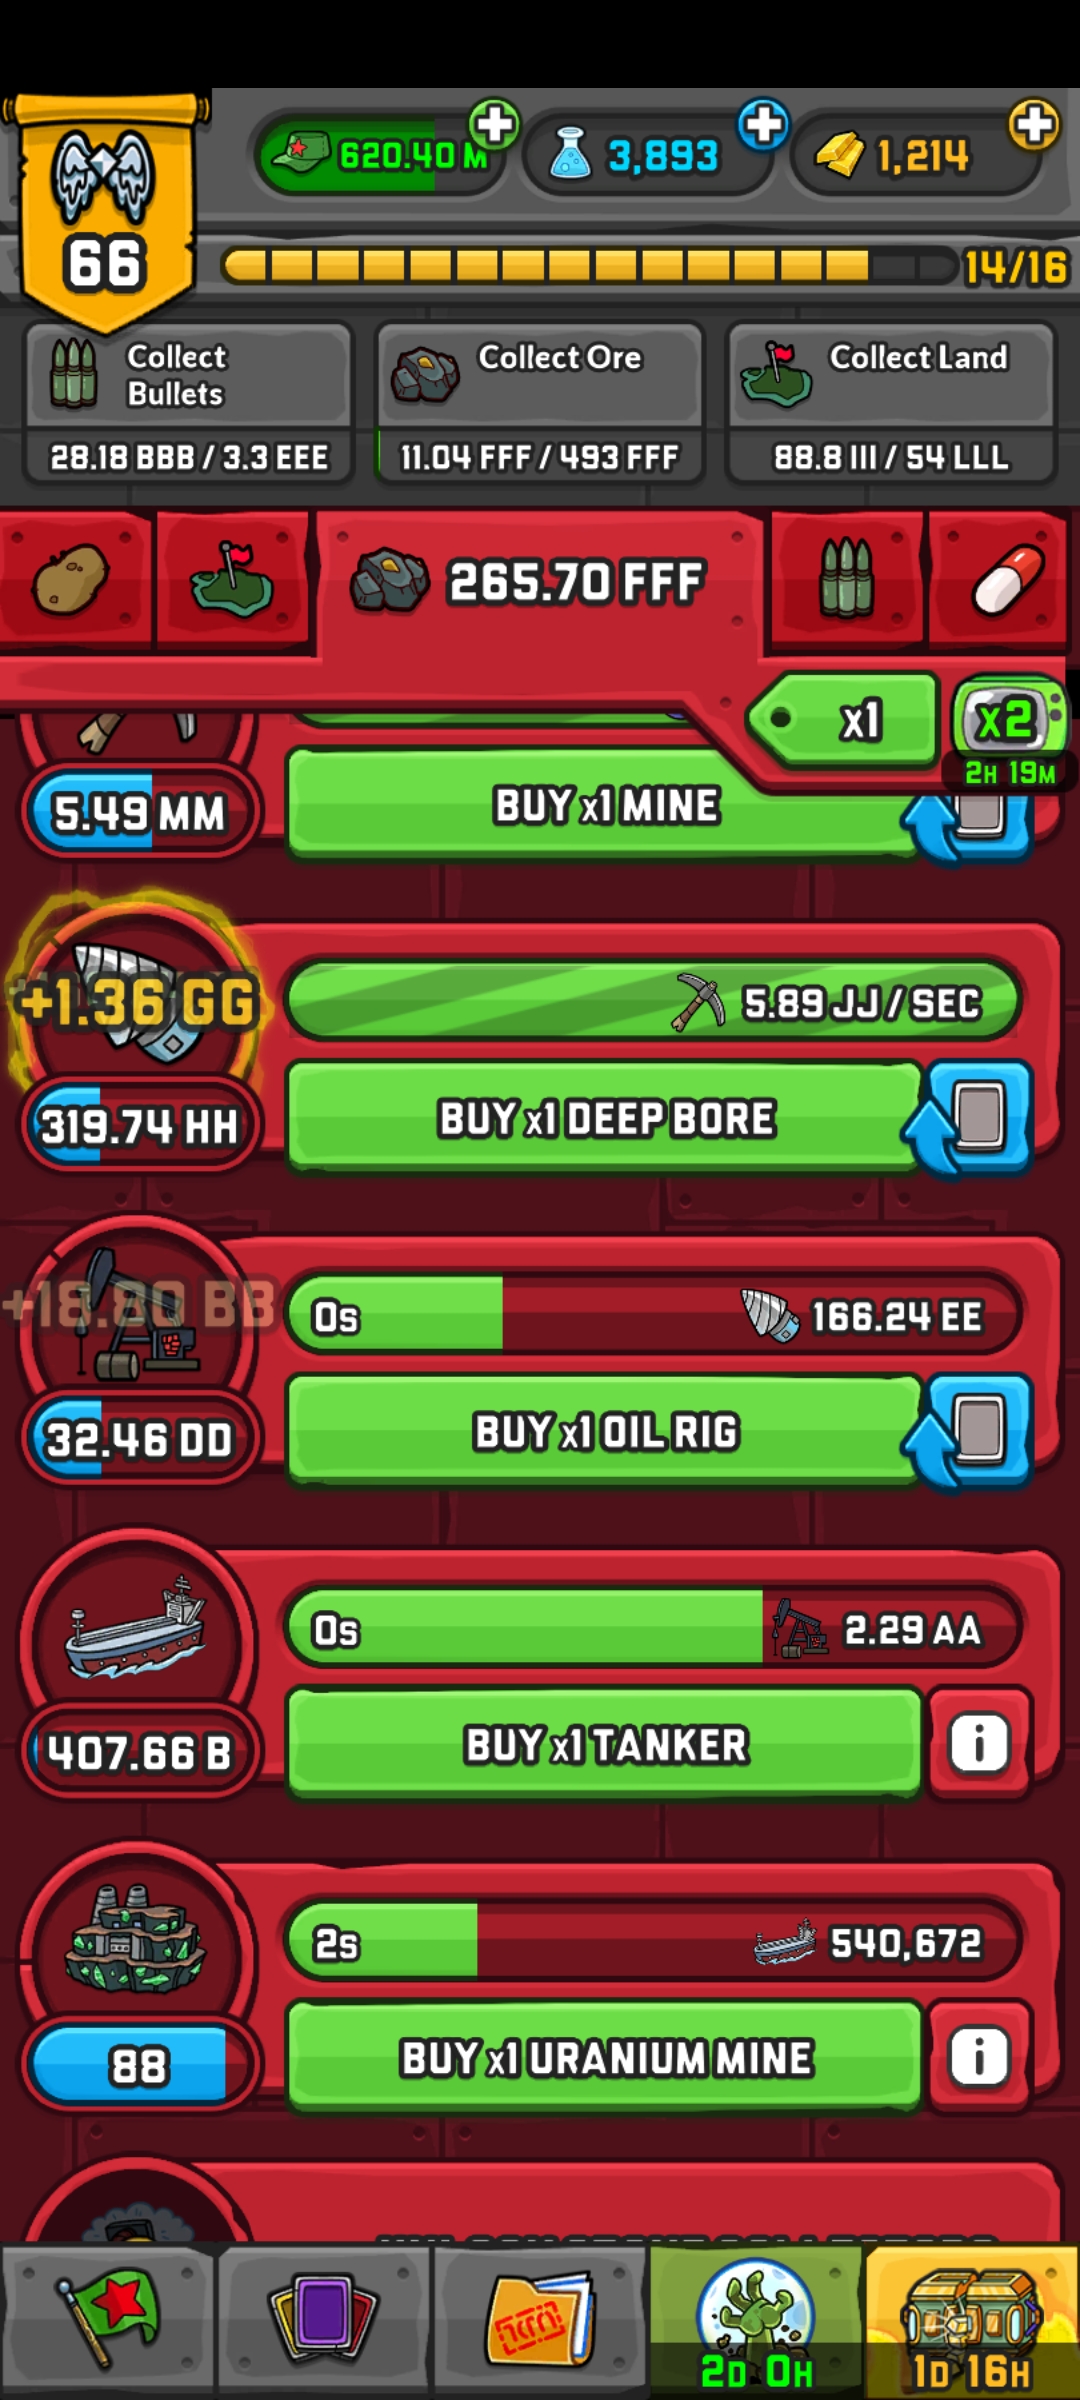 620.40 M
3,893
1,214
66
14/16
Collect
Bullets
28.18 BBB / 3.3 EEE
Collect Ore
11.04 FFF / 493 FFF
Collect Land
88.8 III / 54 LLL
265.70 FFF
x1
x2
2H 19M
5.49 MM
BUY x1 MINE
+1.36 GG
5.89 JJ / SEC
319.74 HH
BUY x1 DEEP BORE
+18.80 BB
0s
166.24 EE
32.46 DD
BUY x1 OIL RIG
0s
2.29 AA
407.66 B
BUY x1 TANKER
i
2s
540,672
88
BUY x1 URANIUM MINE
i
2D 0H
1D 16H